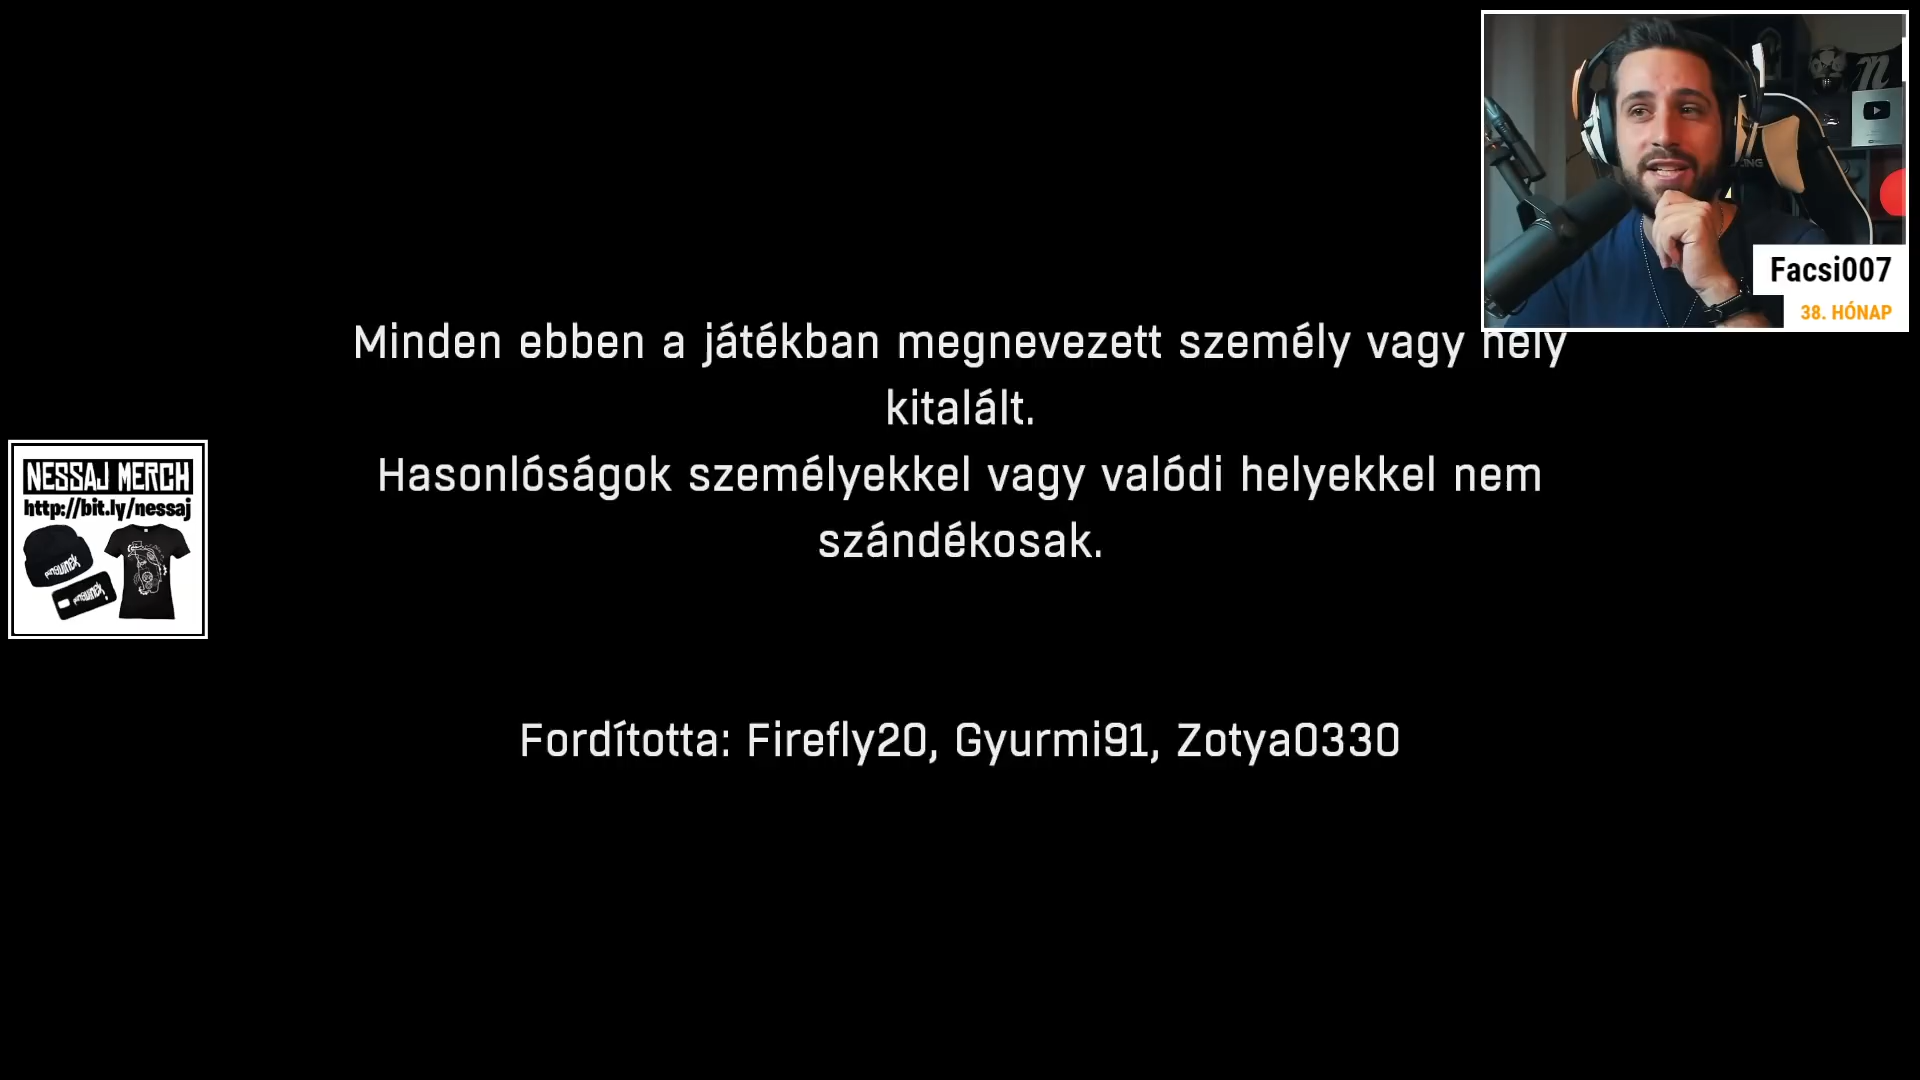 Facsi007
38. HÓNAP
Minden ebben a játékban megnevezett személy vagy hely
kitalált.
Hasonlóságok személyekkel vagy valódi helyekkel nem
szándékosak.
NESSAJ MERCH
http://bit.ly/nessaj
Fordította: Firefly20, Gyurmi91, Zotya0330